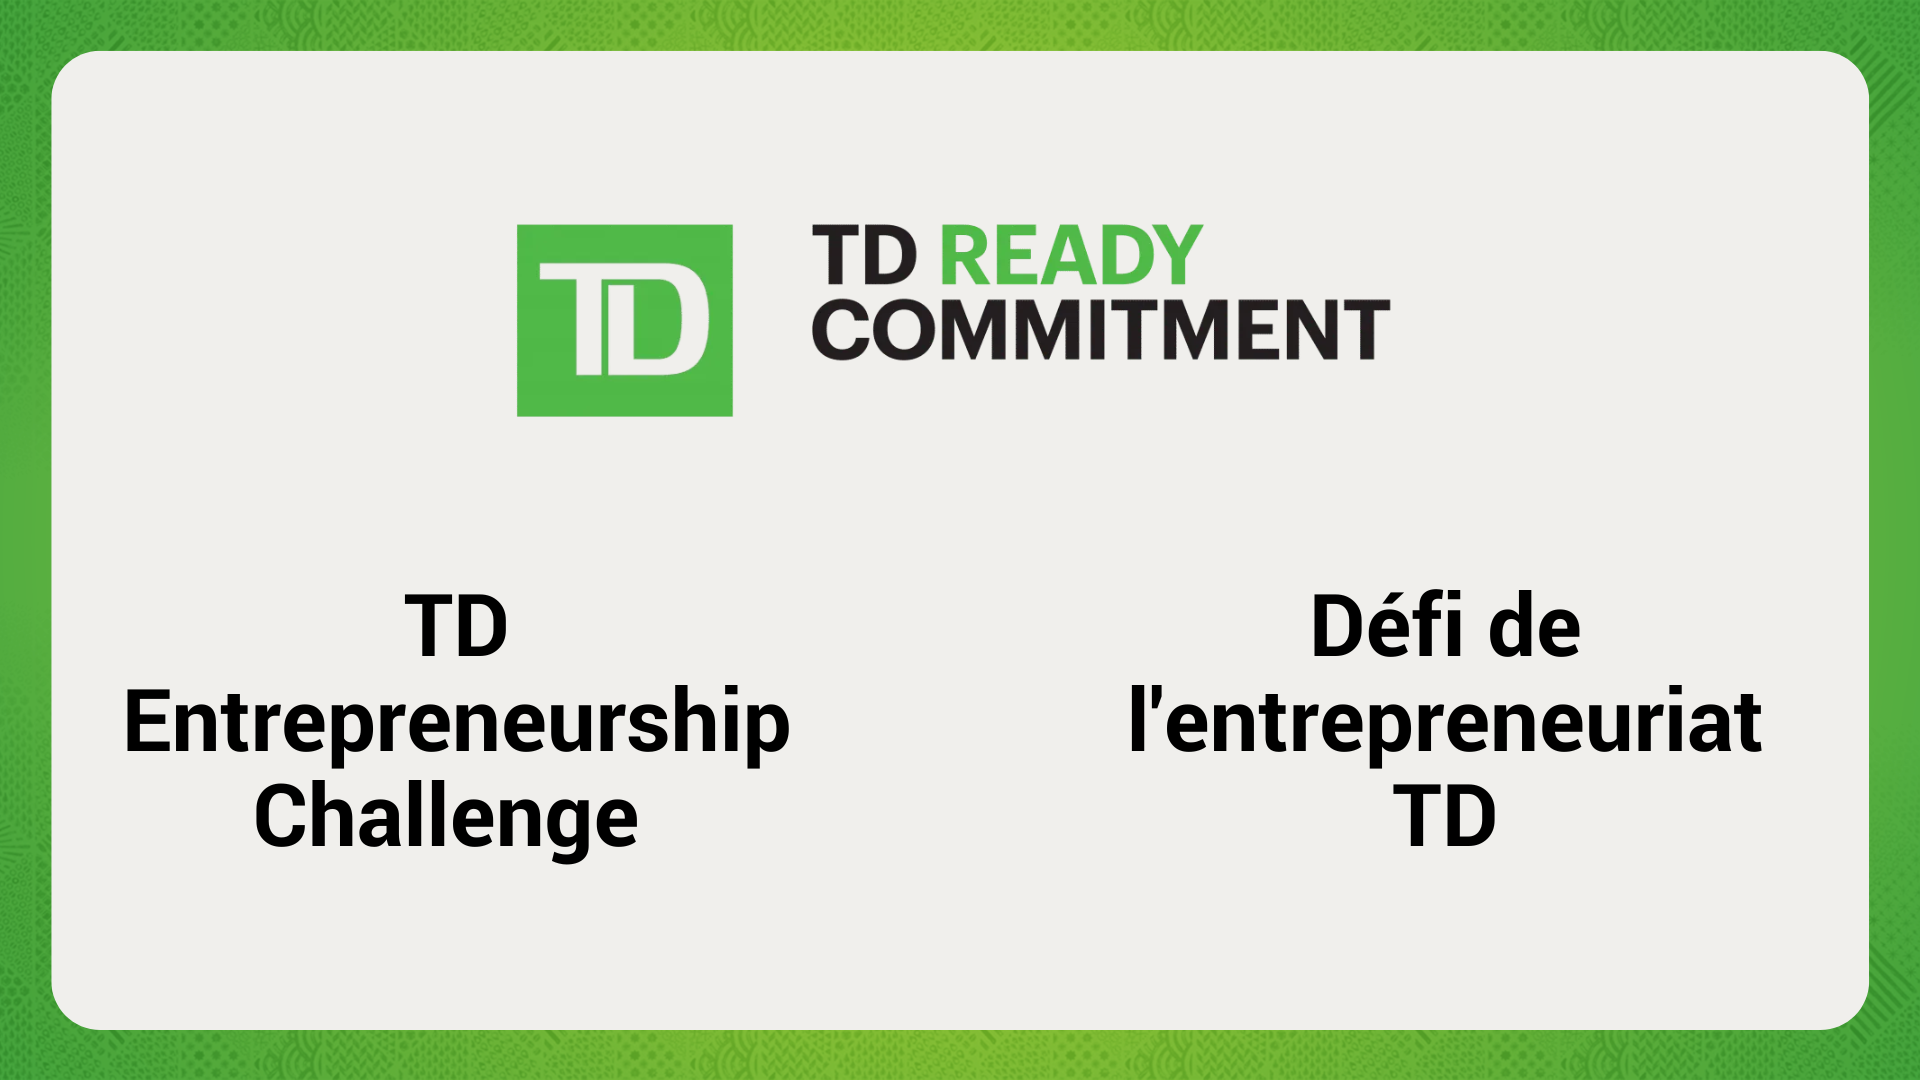 TD
TD READY
COMMITMENT
TD
Entrepreneurship
Challenge
Défi de
l'entrepreneuriat
TD